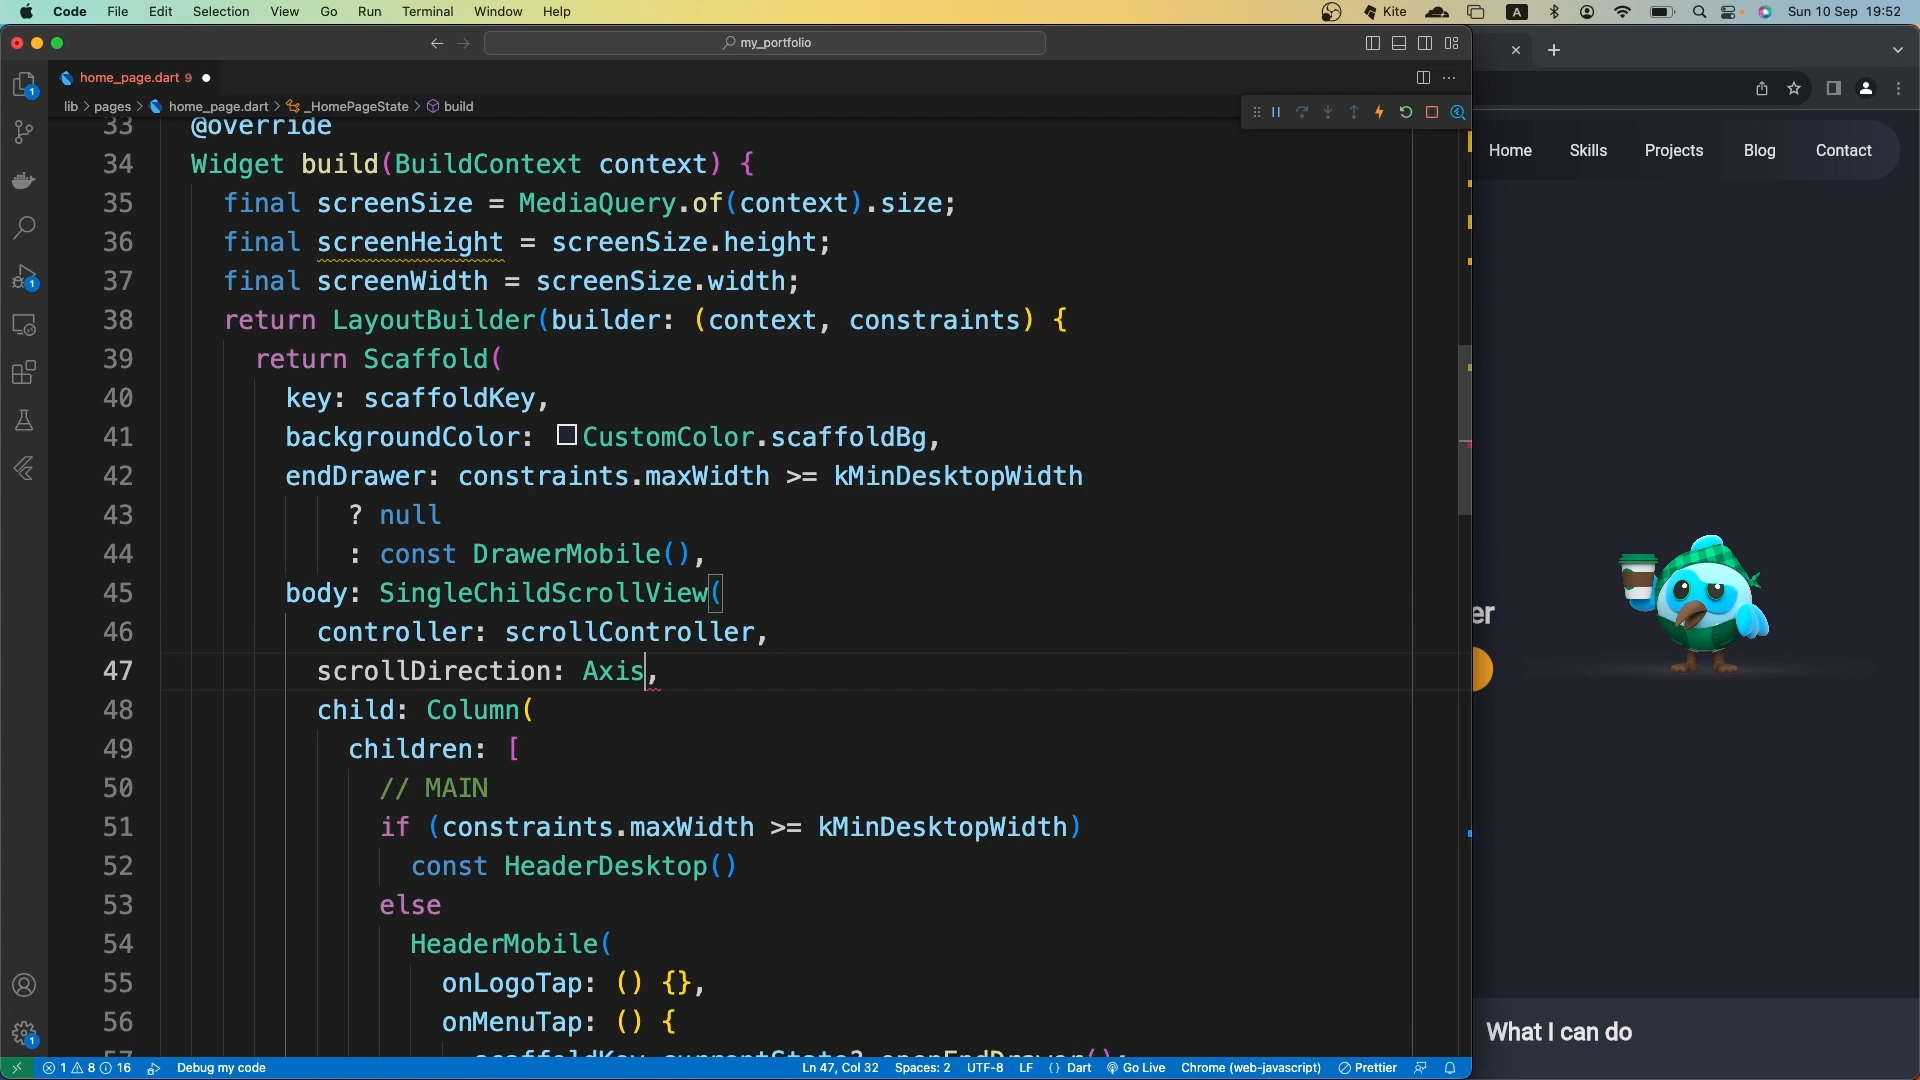 Code File Edit Selection View Go Run Terminal Window Help
Kite A Sun 10 Sep 19:52
my_portfolio
home_page.dart 9
lib > pages > home_page.dart > _HomePageState > build
33 @override
34 Widget build(BuildContext context) {
35 final screenSize = MediaQuery.of(context).size;
36 final screenHeight = screenSize.height;
37 final screenWidth = screenSize.width;
38 return LayoutBuilder(builder: (context, constraints) {
39 return Scaffold(
40 key: scaffoldKey,
41 backgroundColor: CustomColor.scaffoldBg,
42 endDrawer: constraints.maxWidth >= kMinDesktopWidth
43 ? null
44 : const DrawerMobile(),
45 body: SingleChildScrollView(
46 controller: scrollController,
47 scrollDirection: Axis,
48 child: Column(
49 children: [
50 // MAIN
51 if (constraints.maxWidth >= kMinDesktopWidth)
52 const HeaderDesktop()
53 else
54 HeaderMobile(
55 onLogoTap: () {},
56 onMenuTap: () {
57 scaffoldKey.currentState?.openEndDrawer();
1
1
1
Home Skills Projects Blog Contact
er
What I can do
1 8 16 Debug my code Ln 47, Col 32 Spaces: 2 UTF-8 LF {} Dart Go Live Chrome (web-javascript) Prettier